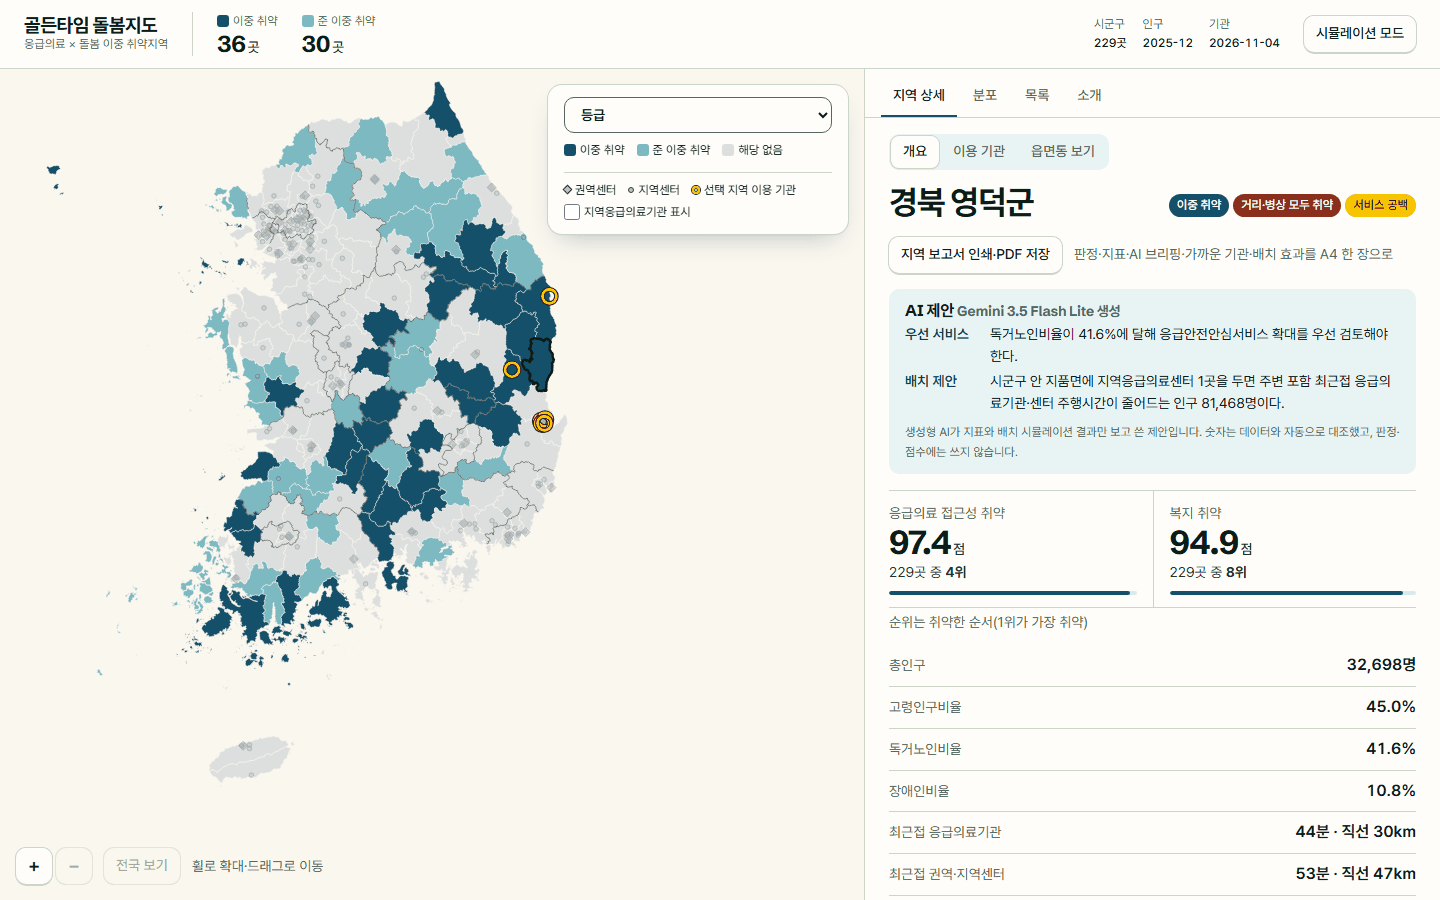 골든타임 돌봄지도
응급의료 × 돌봄 이중 취약지역
이중 취약
36곳
준 이중 취약
30곳
시군구
229곳
인구
2025-12
기관
2026-11-04
시뮬레이션 모드
등급
이중 취약 준 이중 취약 해당 없음
권역센터 지역센터 선택 지역 이용 기관
지역응급의료기관 표시
+ − 전국 보기 휠로 확대·드래그로 이동
지역 상세 분포 목록 소개
개요 이용 기관 읍면동 보기
경북 영덕군
이중 취약 거리·병상 모두 취약 서비스 공백
지역 보고서 인쇄·PDF 저장 판정·지표·AI 브리핑·가까운 기관·배치 효과를 A4 한 장으로
AI 제안 Gemini 3.5 Flash Lite 생성
우선 서비스 독거노인비율이 41.6%에 달해 응급안전안심서비스 확대를 우선 검토해야
한다.
배치 제안 시군구 안 지품면에 지역응급의료센터 1곳을 두면 주변 포함 최근접 응급의
료기관·센터 주행시간이 줄어드는 인구 81,468명이다.
생성형 AI가 지표와 배치 시뮬레이션 결과만 보고 쓴 제안입니다. 숫자는 데이터와 자동으로 대조했고, 판정·
점수에는 쓰지 않습니다.
응급의료 접근성 취약
97.4점
229곳 중 4위
복지 취약
94.9점
229곳 중 8위
순위는 취약한 순서(1위가 가장 취약)
총인구 32,698명
고령인구비율 45.0%
독거노인비율 41.6%
장애인비율 10.8%
최근접 응급의료기관 44분 · 직선 30km
최근접 권역·지역센터 53분 · 직선 47km